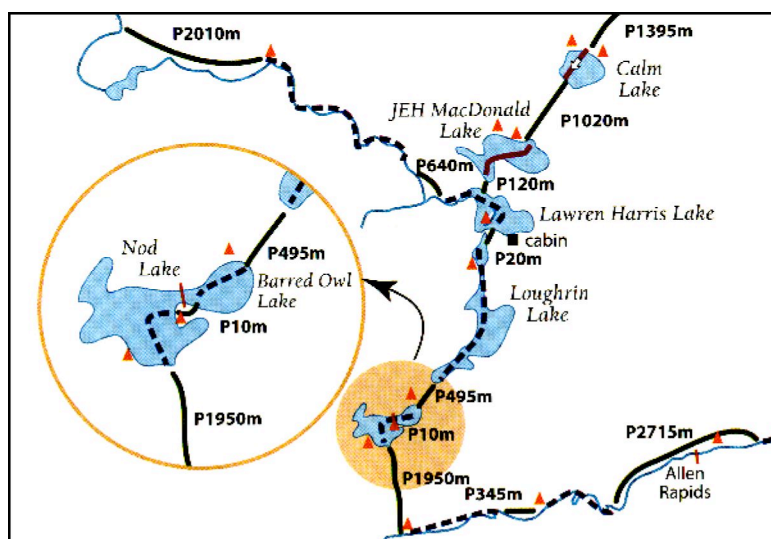 P2010m
P1395m
Calm
Lake
JEH MacDonald
Lake
P1020m
P640m
P120m
Lawren Harris Lake
cabin
P20m
Loughrin
Lake
P495m
Nod
Lake
Barred Owl
Lake
P10m
P1950m
P495m
P10m
P1950m
P2715m
Allen
Rapids
P345m